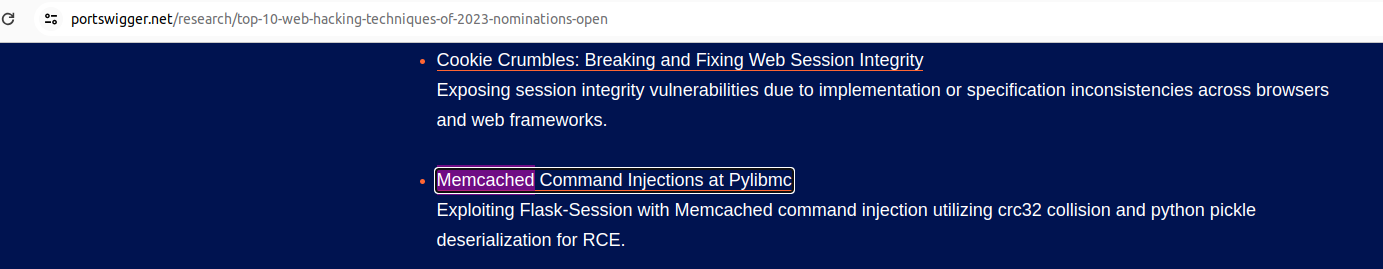 portswigger.net/research/top-10-web-hacking-techniques-of-2023-nominations-open
Cookie Crumbles: Breaking and Fixing Web Session Integrity
Exposing session integrity vulnerabilities due to implementation or specification inconsistencies across browsers
and web frameworks.
Memcached Command Injections at Pylibmc
Exploiting Flask-Session with Memcached command injection utilizing crc32 collision and python pickle
deserialization for RCE.